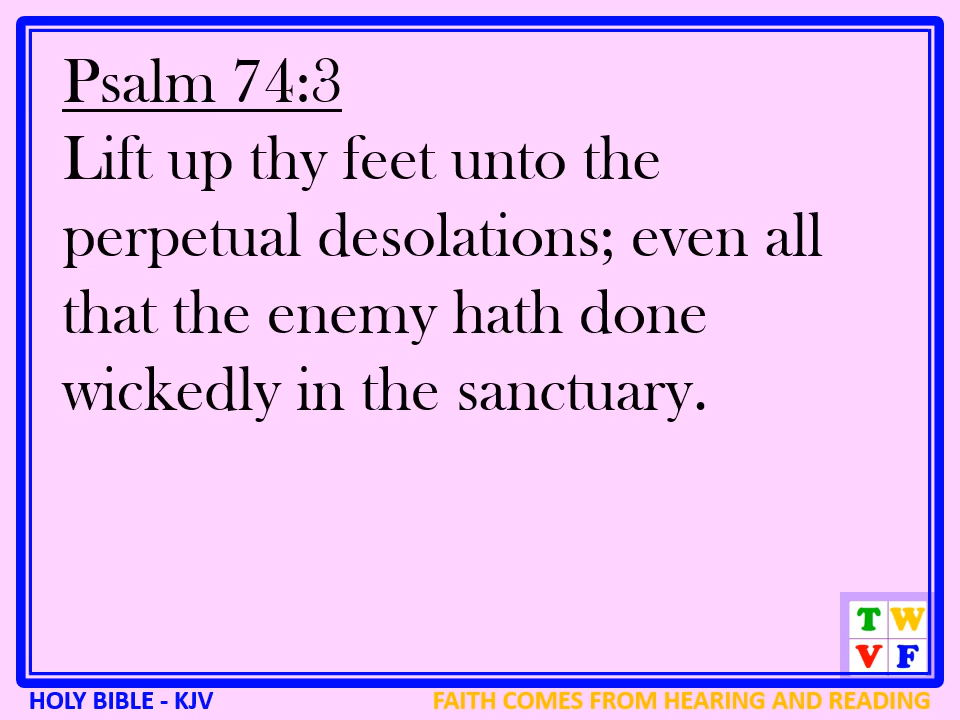 Psalm 74:3
Lift up thy feet unto the
perpetual desolations; even all
that the enemy hath done
wickedly in the sanctuary.
T W
V F
HOLY BIBLE - KJV
FAITH COMES FROM HEARING AND READING